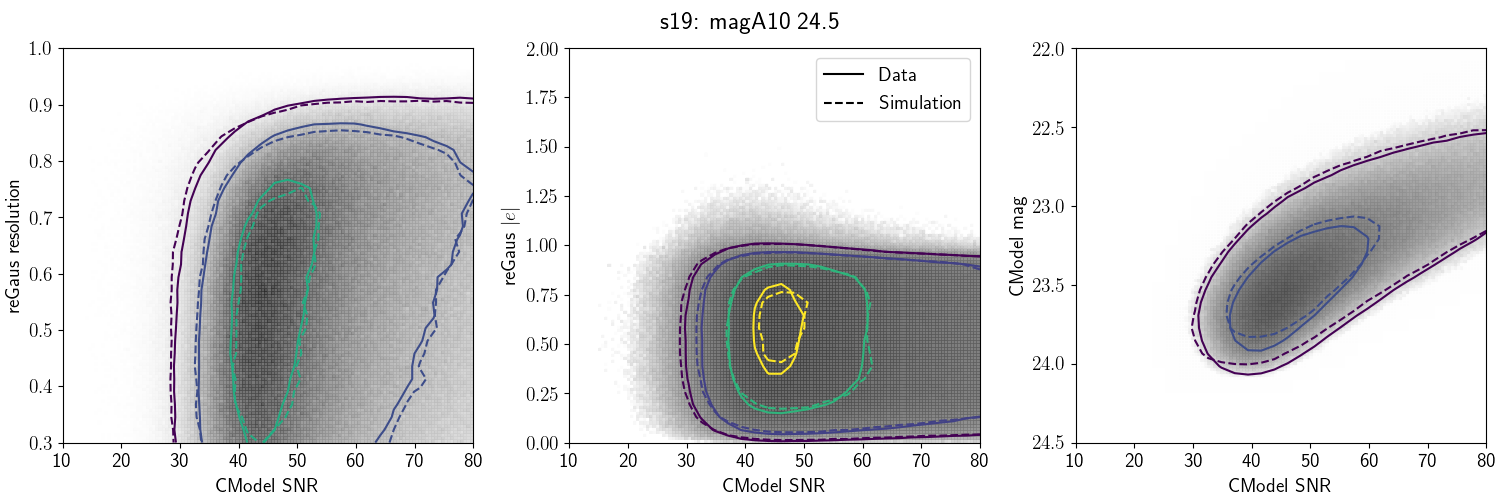 s19: magA10 24.5
reGaus resolution
1.0
0.9
0.8
0.7
0.6
0.5
0.4
0.3
10 20 30 40 50 60 70 80
CModel SNR
reGaus |e|
2.00
1.75
1.50
1.25
1.00
0.75
0.50
0.25
0.00
Data
Simulation
10 20 30 40 50 60 70 80
CModel SNR
CModel mag
22.0
22.5
23.0
23.5
24.0
24.5
10 20 30 40 50 60 70 80
CModel SNR